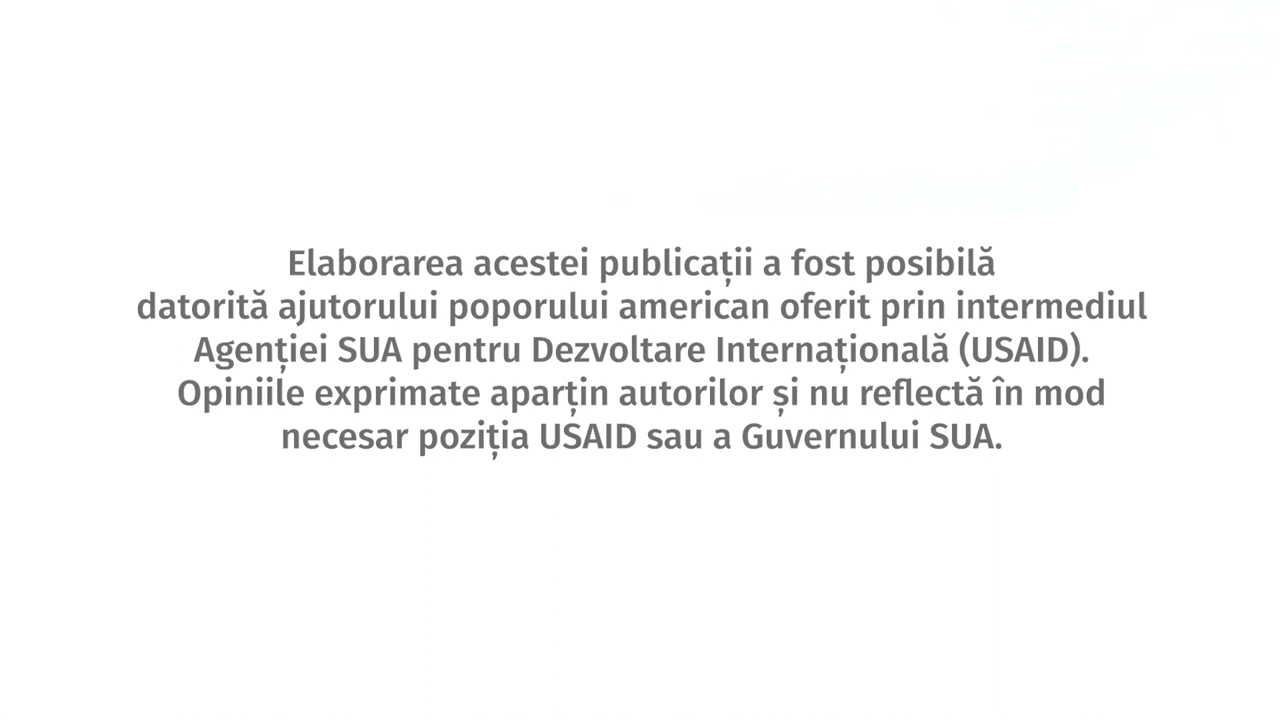 Elaborarea acestei publicații a fost posibilă
datorită ajutorului poporului american oferit prin intermediul
Agenției SUA pentru Dezvoltare Internațională (USAID).
Opiniile exprimate aparțin autorilor și nu reflectă în mod
necesar poziția USAID sau a Guvernului SUA.